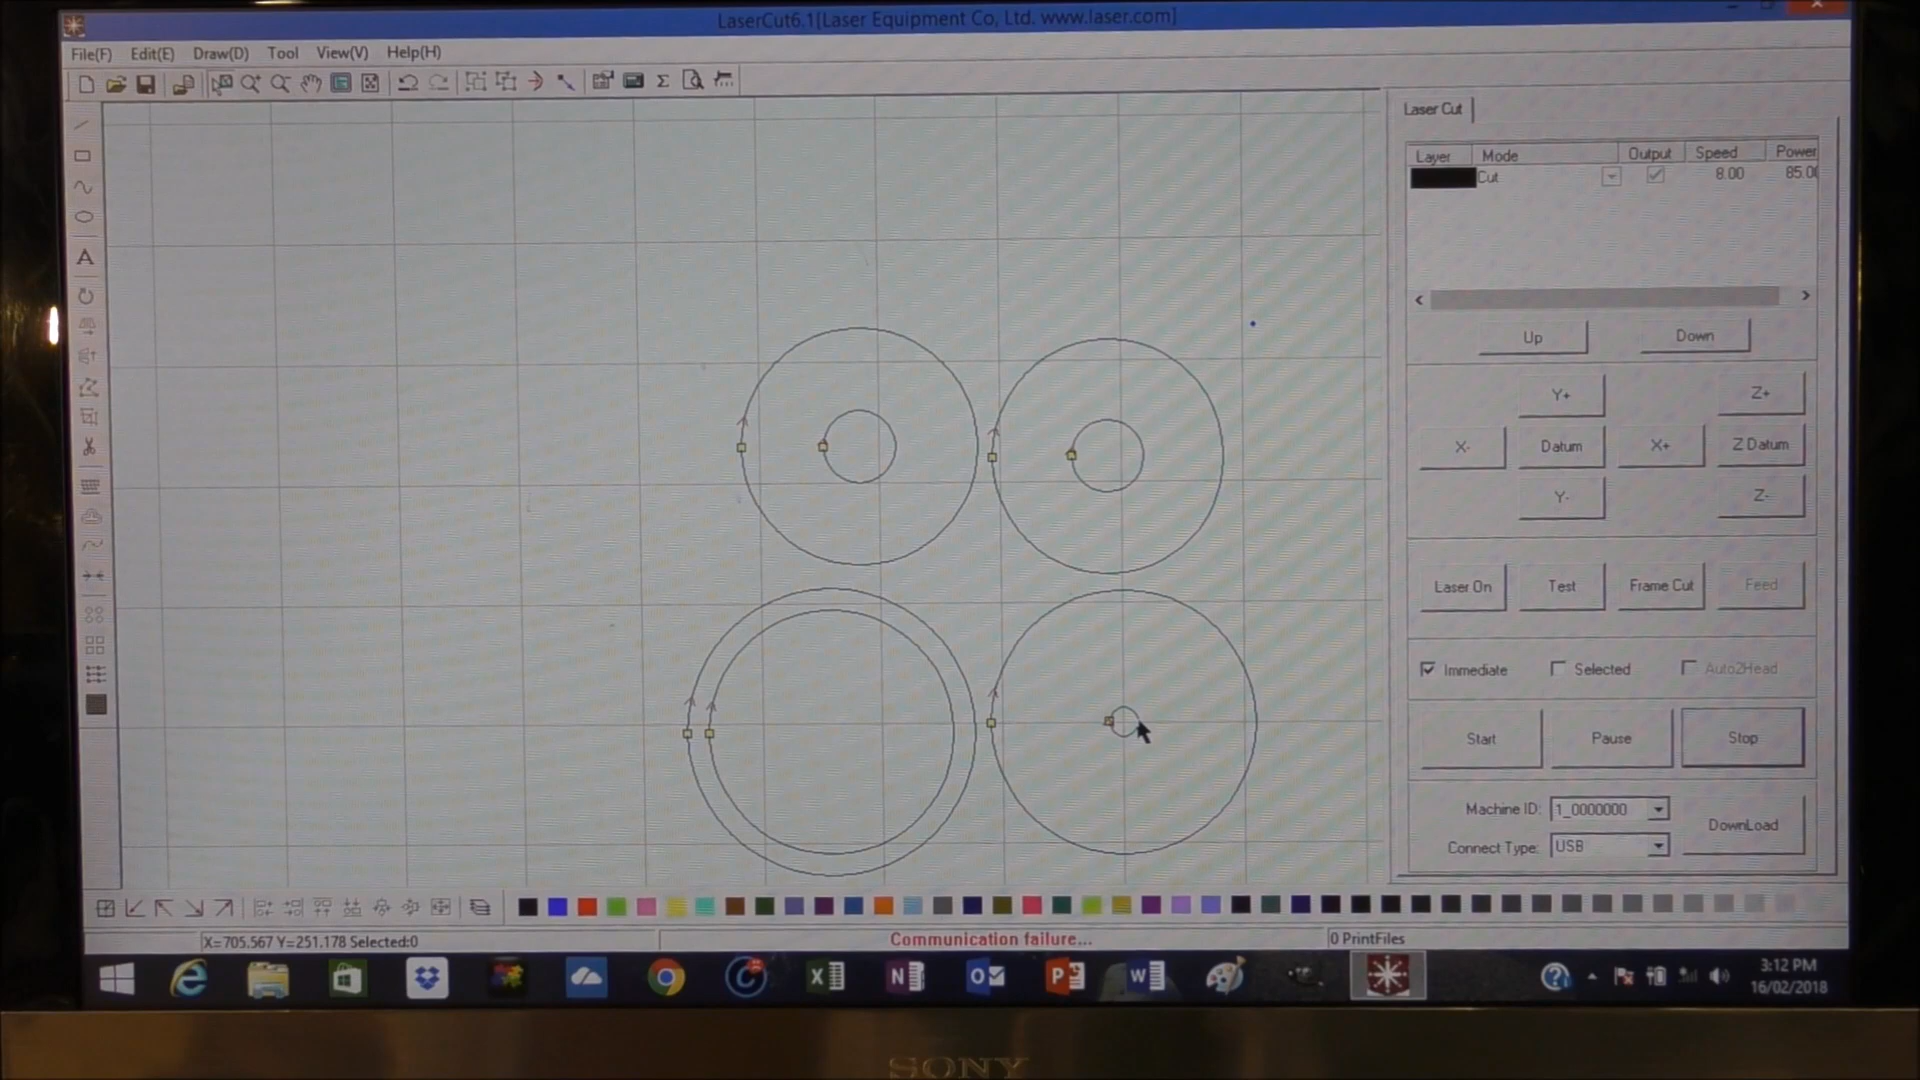 LaserCut6.1[Laser Equipment Co, Ltd. www.laser.com]
File(F) Edit(E) Draw(D) Tool View(V) Help(H)
Laser Cut
Layer Mode Output Speed Power
Cut 8.00 85.00
Up Down
Y+ Z+
X- Datum X+ Z Datum
Y- Z-
Laser On Test Frame Cut Feed
Immediate Selected Auto2Head
Start Pause Stop
Machine ID: 1_0000000
DownLoad
Connect Type: USB
X=705.567 Y=251.178 Selected:0 Communication failure... 0 PrintFiles
3:12 PM
16/02/2018
SONY